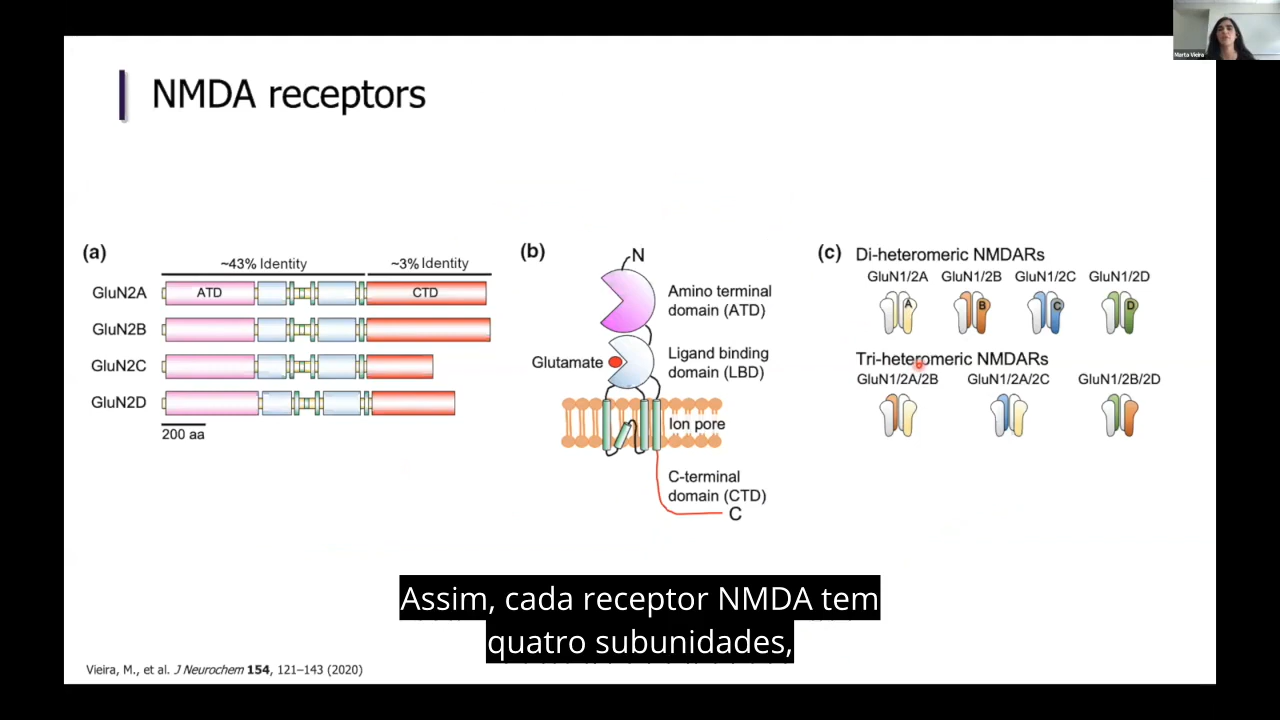 Marta Vieira
NMDA receptors
(a)
~43% Identity
~3% Identity
GluN2A
ATD
CTD
GluN2B
GluN2C
GluN2D
200 aa
(b)
N
Amino terminal
domain (ATD)
Glutamate
Ligand binding
domain (LBD)
Ion pore
C-terminal
domain (CTD)
C
(c)
Di-heteromeric NMDARs
GluN1/2A GluN1/2B GluN1/2C GluN1/2D
A B C D
Tri-heteromeric NMDARs
GluN1/2A/2B GluN1/2A/2C GluN1/2B/2D
Assim, cada receptor NMDA tem
quatro subunidades,
Vieira, M., et al. J Neurochem 154, 121–143 (2020)